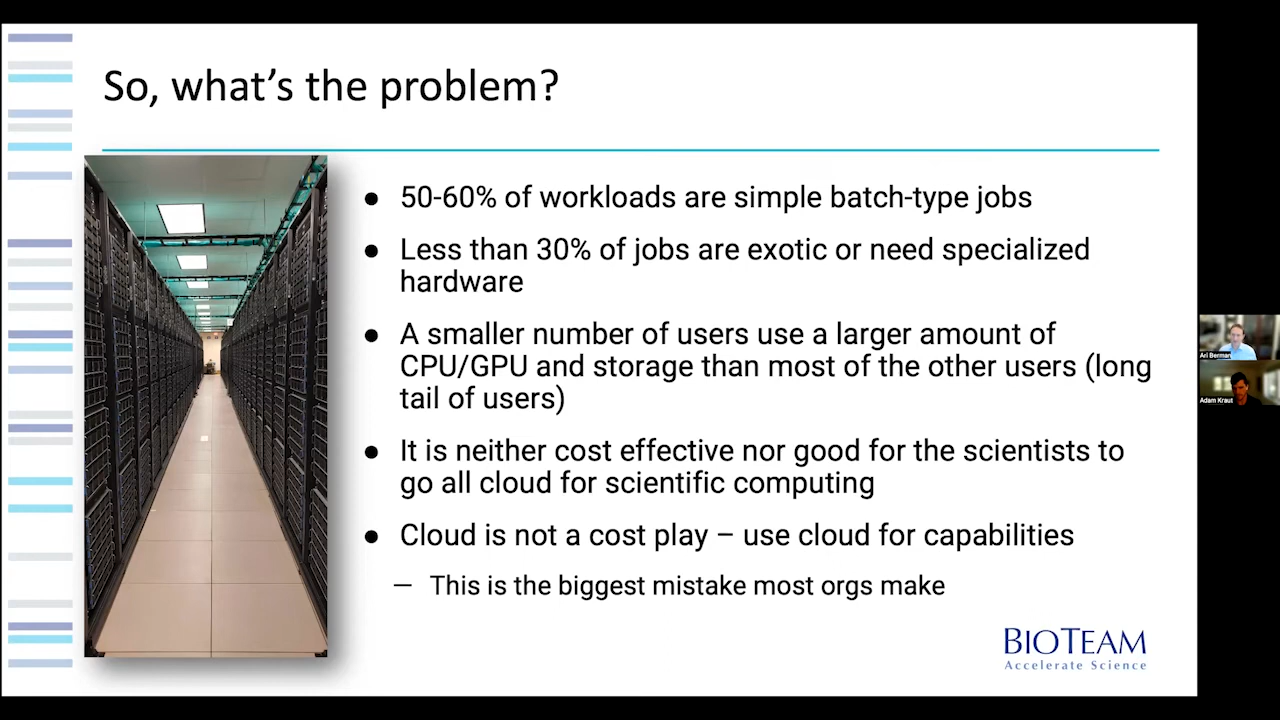 So, what's the problem?
● 50-60% of workloads are simple batch-type jobs
● Less than 30% of jobs are exotic or need specialized
hardware
● A smaller number of users use a larger amount of
CPU/GPU and storage than most of the other users (long
tail of users)
● It is neither cost effective nor good for the scientists to
go all cloud for scientific computing
● Cloud is not a cost play – use cloud for capabilities
— This is the biggest mistake most orgs make
BIOTEAM
Accelerate Science
Ari Berman
Adam Kraut